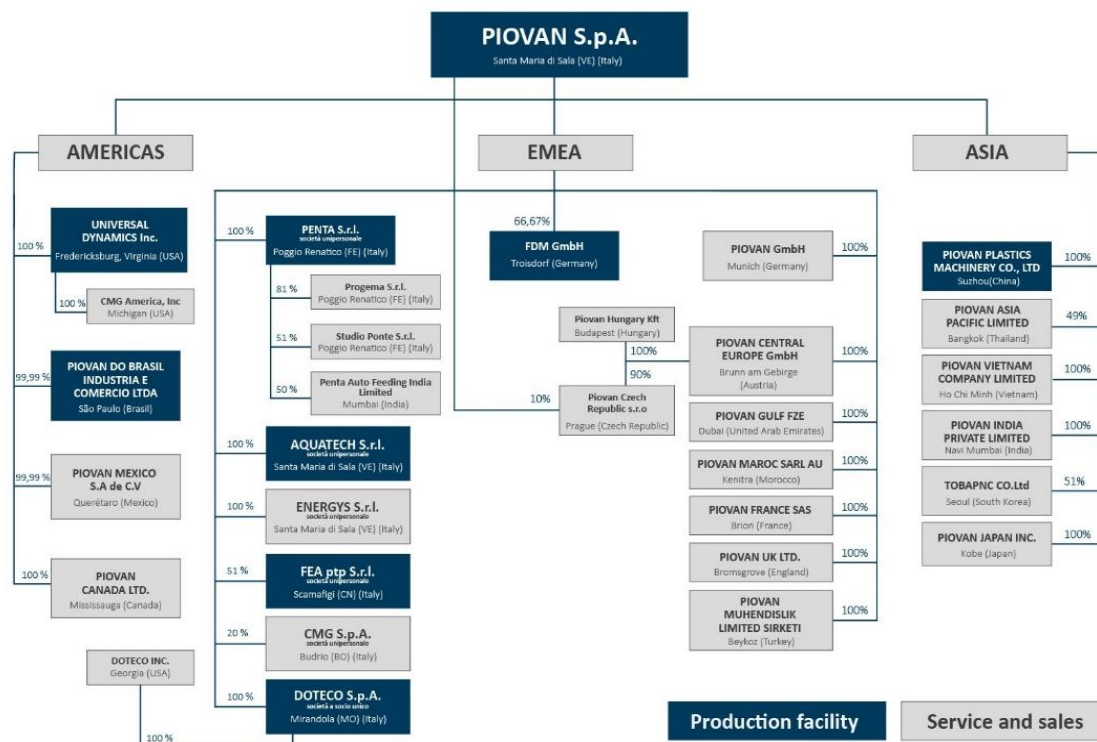 PIOVAN S.p.A.
Santa Maria di Sala (VE) (Italy)
AMERICAS
EMEA
ASIA
100 %
UNIVERSAL
DYNAMICS Inc.
Fredericksburg, Virginia (USA)
100 %
CMG America, Inc
Michigan (USA)
99,99 %
PIOVAN DO BRASIL
INDUSTRIA E
COMERCIO LTDA
São Paulo (Brasil)
99,99 %
PIOVAN MEXICO
S.A de C.V
Querétaro (Mexico)
100 %
PIOVAN
CANADA LTD.
Mississauga (Canada)
DOTECO INC.
Georgia (USA)
100 %
100 %
PENTA S.r.l.
società unipersonale
Poggio Renatico (FE) (Italy)
81 %
Progema S.r.l.
Poggio Renatico (FE) (Italy)
51 %
Studio Ponte S.r.l.
Poggio Renatico (FE) (Italy)
50 %
Penta Auto Feeding India
Limited
Mumbai (India)
100 %
AQUATECH S.r.l.
società unipersonale
Santa Maria di Sala (VE) (Italy)
100 %
ENERGYS S.r.l.
società unipersonale
Santa Maria di Sala (VE) (Italy)
51 %
FEA ptp S.r.l.
società unipersonale
Scarnafigi (CN) (Italy)
20 %
CMG S.p.A.
società unipersonale
Budrio (BO) (Italy)
100 %
DOTECO S.p.A.
società a socio unico
Mirandola (MO) (Italy)
66,67%
FDM GmbH
Troisdorf (Germany)
Piovan Hungary Kft
Budapest (Hungary)
100%
90%
10%
Piovan Czech
Republic s.r.o
Prague (Czech Republic)
PIOVAN GmbH
Munich (Germany)
100%
PIOVAN CENTRAL
EUROPE GmbH
Brunn am Gebirge
(Austria)
100%
PIOVAN GULF FZE
Dubai (United Arab Emirates)
100%
PIOVAN MAROC SARL AU
Kenitra (Morocco)
100%
PIOVAN FRANCE SAS
Brion (France)
100%
PIOVAN UK LTD.
Bromsgrove (England)
100%
PIOVAN
MUHENDISLIK
LIMITED SIRKETI
Beykoz (Turkey)
100%
PIOVAN PLASTICS
MACHINERY CO., LTD
Suzhou(China)
100%
PIOVAN ASIA
PACIFIC LIMITED
Bangkok (Thailand)
49%
PIOVAN VIETNAM
COMPANY LIMITED
Ho Chi Minh (Vietnam)
100%
PIOVAN INDIA
PRIVATE LIMITED
Navi Mumbai (India)
100%
TOBAPNC CO.Ltd
Seoul (South Korea)
51%
PIOVAN JAPAN INC.
Kobe (Japan)
100%
Production facility
Service and sales